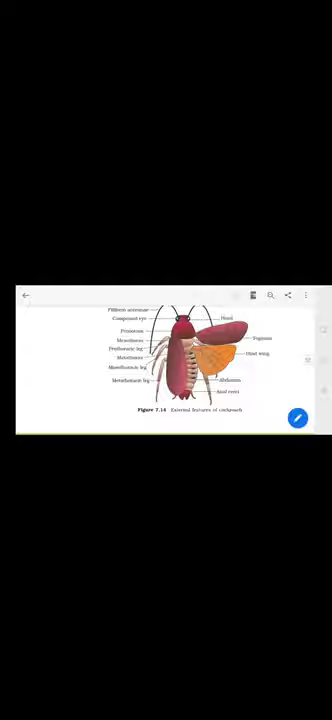 Filiform antennae
Compound eye
Head
Pronotum
Mesothorax
Tegmina
Prothoracic leg
Metathorax
Hind wing
Mesothoracic leg
Metathoracic leg
Abdomen
Anal cerci
Figure 7.14 External features of cockroach